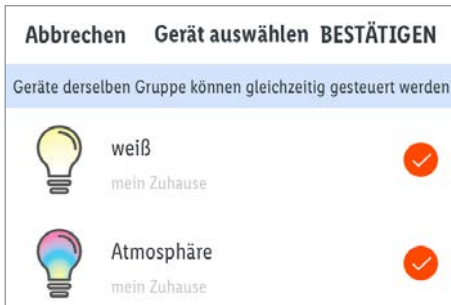 Abbrechen Gerät auswählen BESTÄTIGEN
Geräte derselben Gruppe können gleichzeitig gesteuert werden
weiß
mein Zuhause
Atmosphäre
mein Zuhause